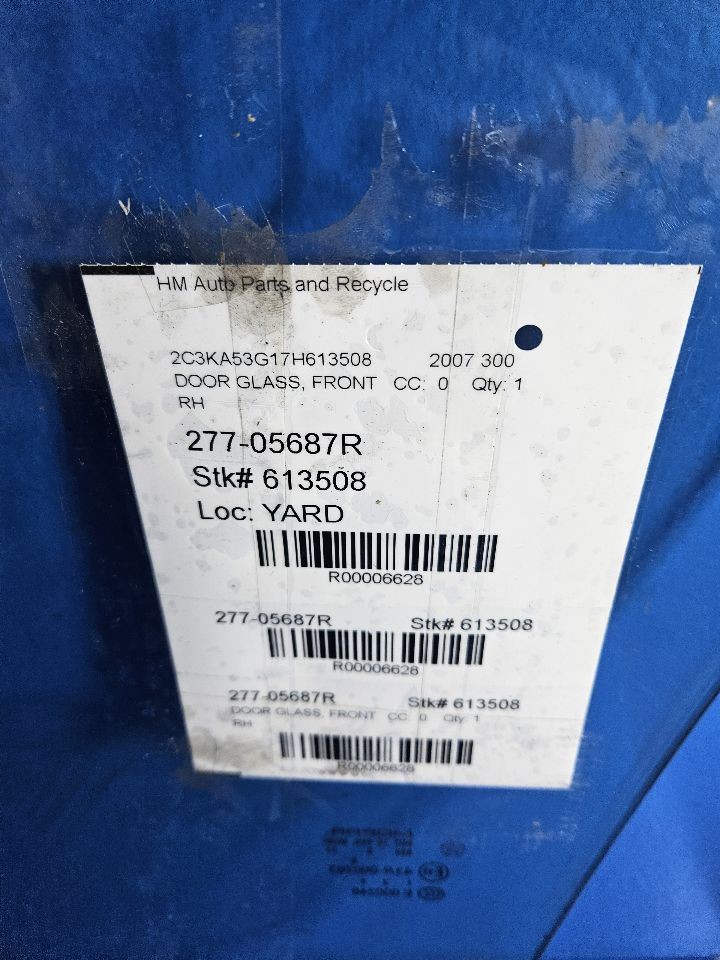 HM Auto Parts and Recycle
2C3KA53G17H613508 2007 300
DOOR GLASS, FRONT CC: 0 Qty: 1
RH
277-05687R
Stk# 613508
Loc: YARD
R00006628
277-05687R Stk# 613508
R00006628
277-05687R Stk# 613508
DOOR GLASS, FRONT CC: 0 Qty: 1
RH
R00006628